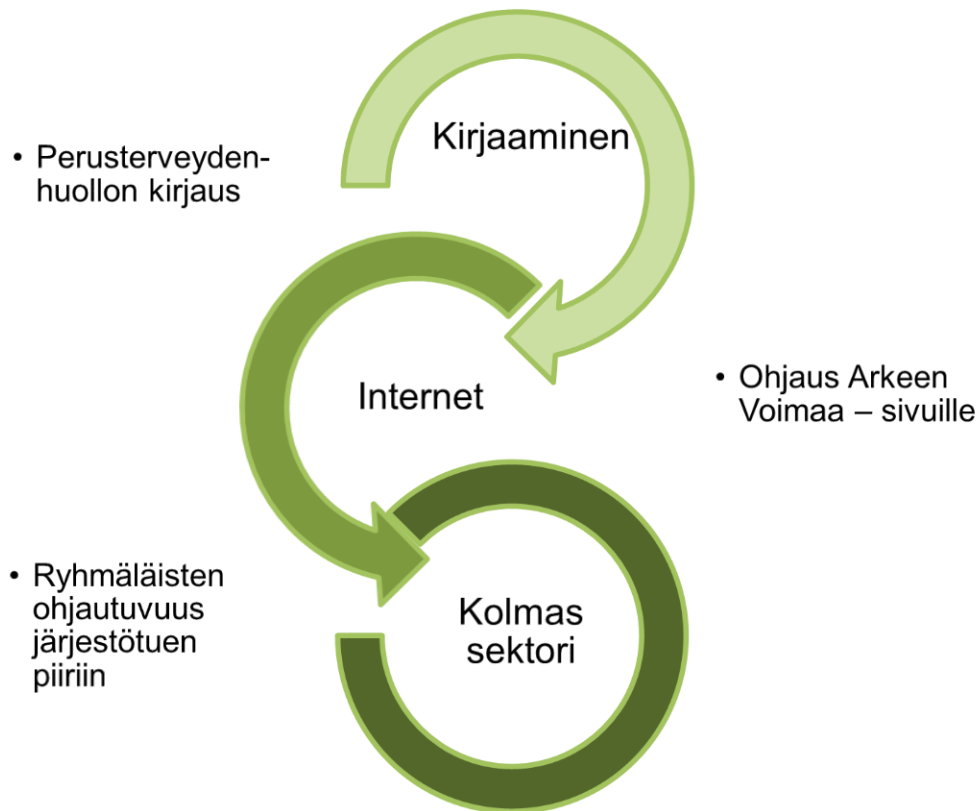 Kirjaaminen
• Perusterveyden-
huollon kirjaus
Internet
• Ohjaus Arkeen
Voimaa – sivuille
Kolmas
sektori
• Ryhmäläisten
ohjautuvuus
järjestötuen
piiriin